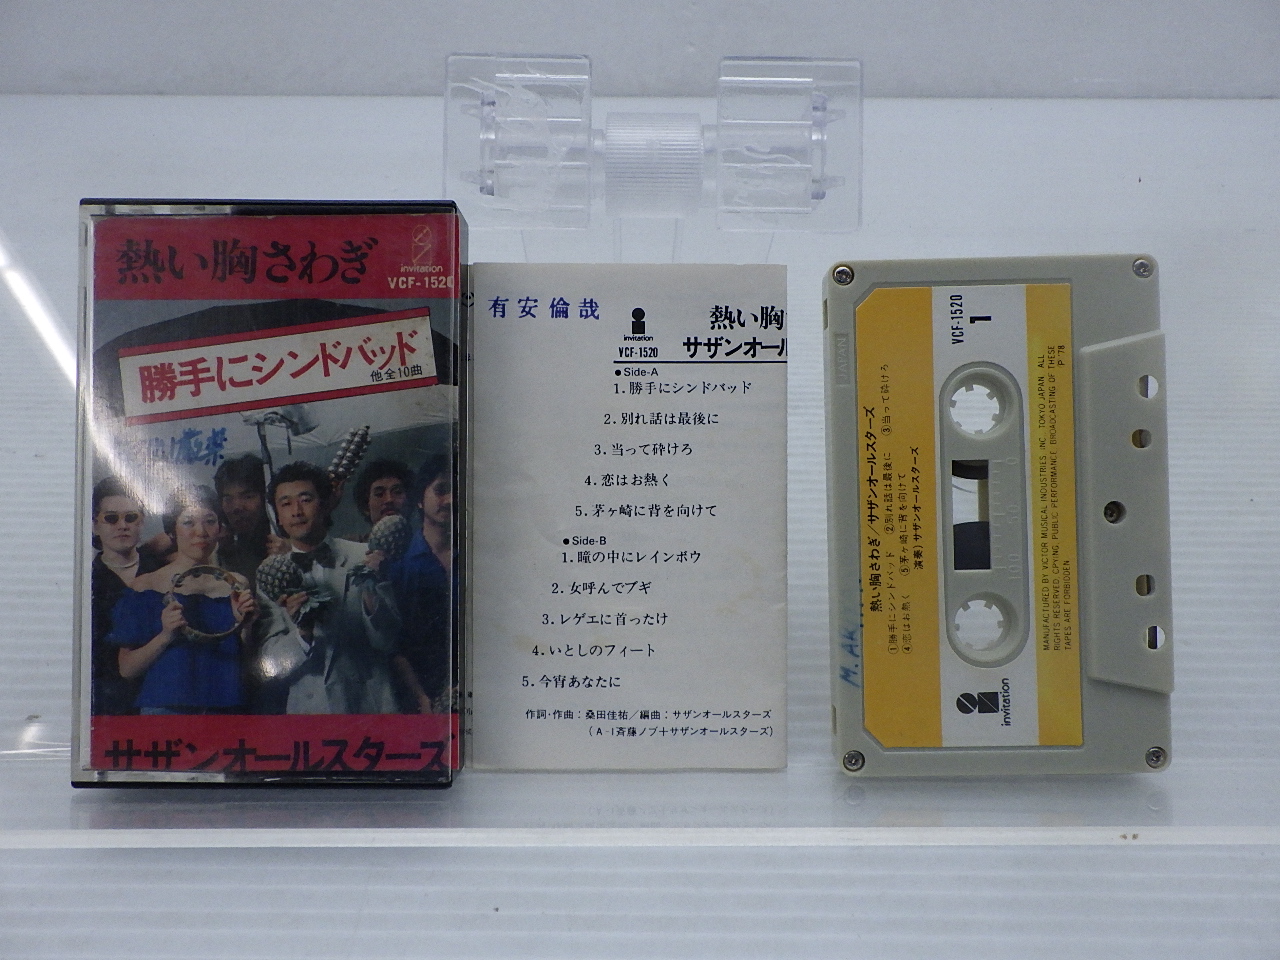 熱い胸さわぎ
invitation
VCF-1520
勝手にシンドバッド
他全10曲
サザンオールスターズ
有安倫哉
invitation
VCF-1520
熱い胸
サザンオール
●Side-A
1.勝手にシンドバッド
2.別れ話は最後に
3.当って砕けろ
4.恋はお熱く
5.茅ヶ崎に背を向けて
●Side-B
1.瞳の中にレインボウ
2.女呼んでブギ
3.レゲエに首ったけ
4.いとしのフィート
5.今宵あなたに
作詞・作曲：桑田佳祐／編曲：サザンオールスターズ
(A-1斉藤ノブ+サザンオールスターズ)
JAPAN
M.AK
熱い胸さわぎ/サザンオールスターズ
①勝手にシンドバッド ②別れ話は最後に ③当って砕けろ
④恋はお熱く ⑤茅ヶ崎に背を向けて
演奏)サザンオールスターズ
VCF-1520
1
invitation
MANUFACTURED BY VICTOR MUSICAL INDUSTRIES, INC. TOKYO JAPAN. ALL
RIGHTS RESERVED. CPYING, PUBLIC PERFORMANCE, BROADCASTING OF THESE
TAPES ARE FORBIDDEN. P '78